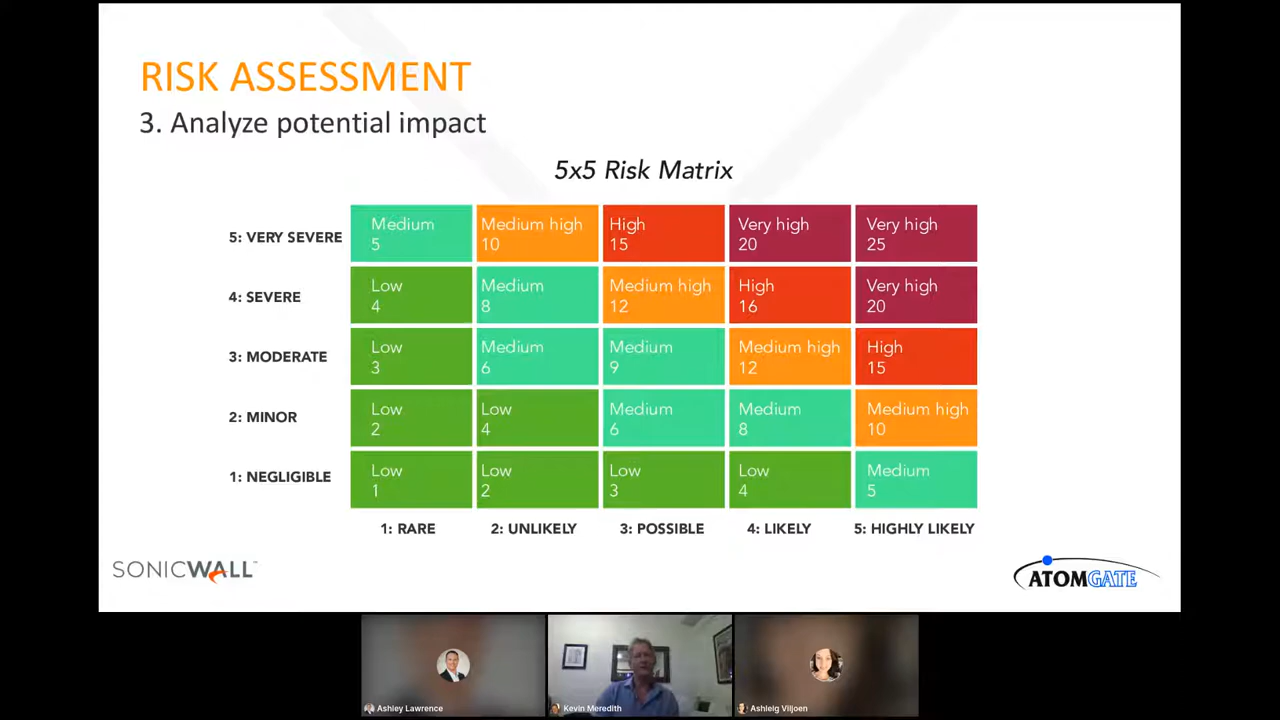 RISK ASSESSMENT
3. Analyze potential impact
5x5 Risk Matrix
5: VERY SEVERE
Medium
5
Medium high
10
High
15
Very high
20
Very high
25
4: SEVERE
Low
4
Medium
8
Medium high
12
High
16
Very high
20
3: MODERATE
Low
3
Medium
6
Medium
9
Medium high
12
High
15
2: MINOR
Low
2
Low
4
Medium
6
Medium
8
Medium high
10
1: NEGLIGIBLE
Low
1
Low
2
Low
3
Low
4
Medium
5
1: RARE
2: UNLIKELY
3: POSSIBLE
4: LIKELY
5: HIGHLY LIKELY
SONICWALL™
ATOMGATE
Ashley Lawrence
Kevin Meredith
Ashleig Viljoen